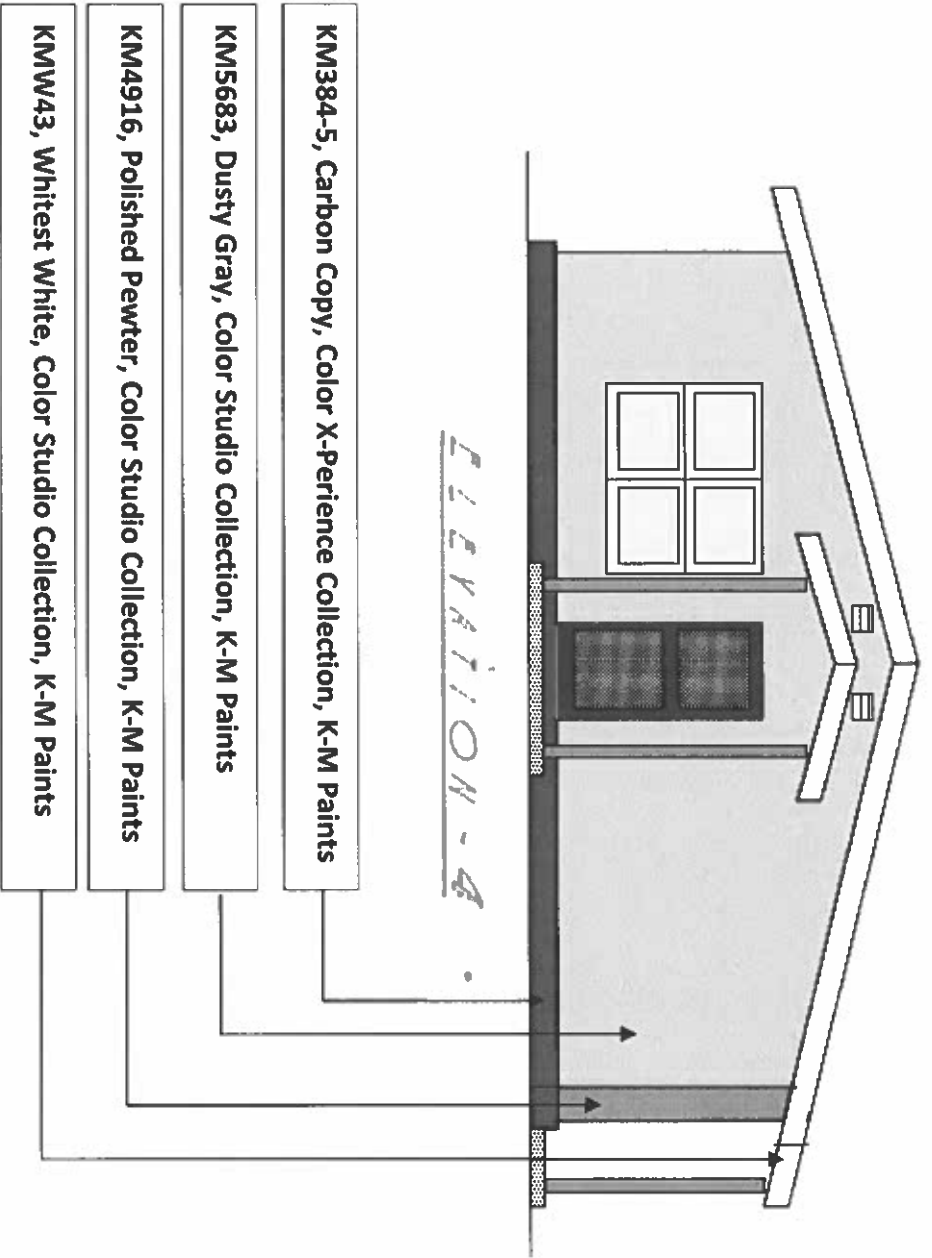 ELEVATION - 4 .
KM384-5, Carbon Copy, Color X-Perience Collection, K-M Paints
KM5683, Dusty Gray, Color Studio Collection, K-M Paints
KM4916, Polished Pewter, Color Studio Collection, K-M Paints
KMW43, Whitest White, Color Studio Collection, K-M Paints